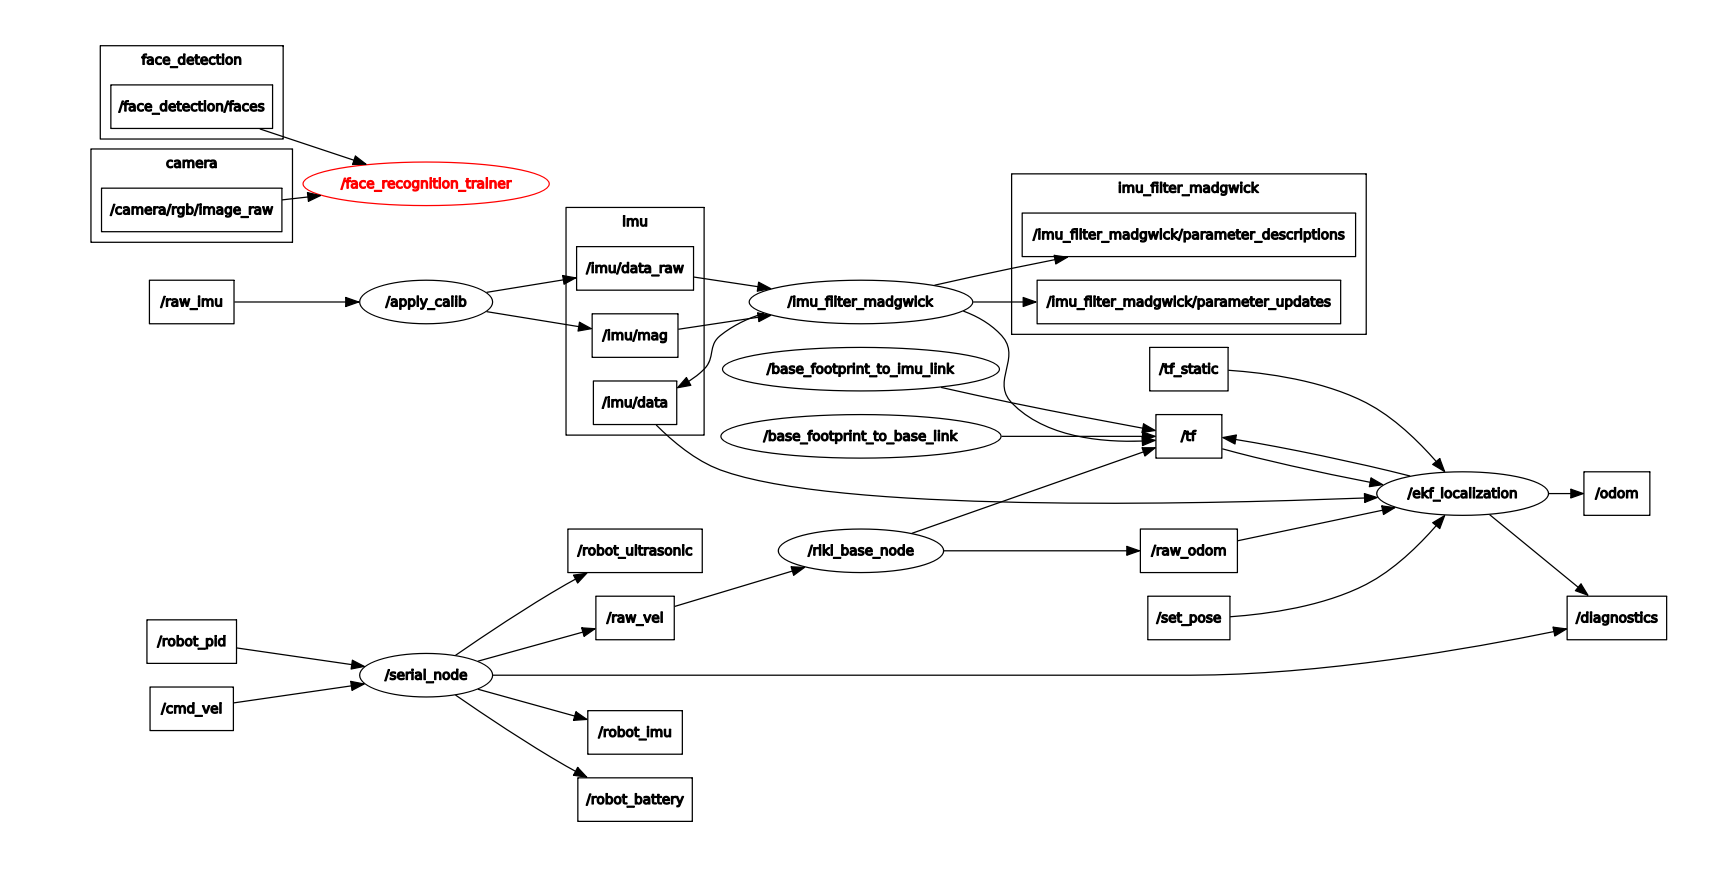 face_detection
/face_detection/faces
camera
/camera/rgb/image_raw
/face_recognition_trainer
/raw_imu
/apply_calib
imu
/imu/data_raw
/imu/mag
/imu/data
/imu_filter_madgwick
imu_filter_madgwick
/imu_filter_madgwick/parameter_descriptions
/imu_filter_madgwick/parameter_updates
/base_footprint_to_imu_link
/base_footprint_to_base_link
/tf_static
/tf
/ekf_localization
/odom
/robot_ultrasonic
/riki_base_node
/raw_odom
/raw_vel
/set_pose
/diagnostics
/robot_pid
/serial_node
/cmd_vel
/robot_imu
/robot_battery